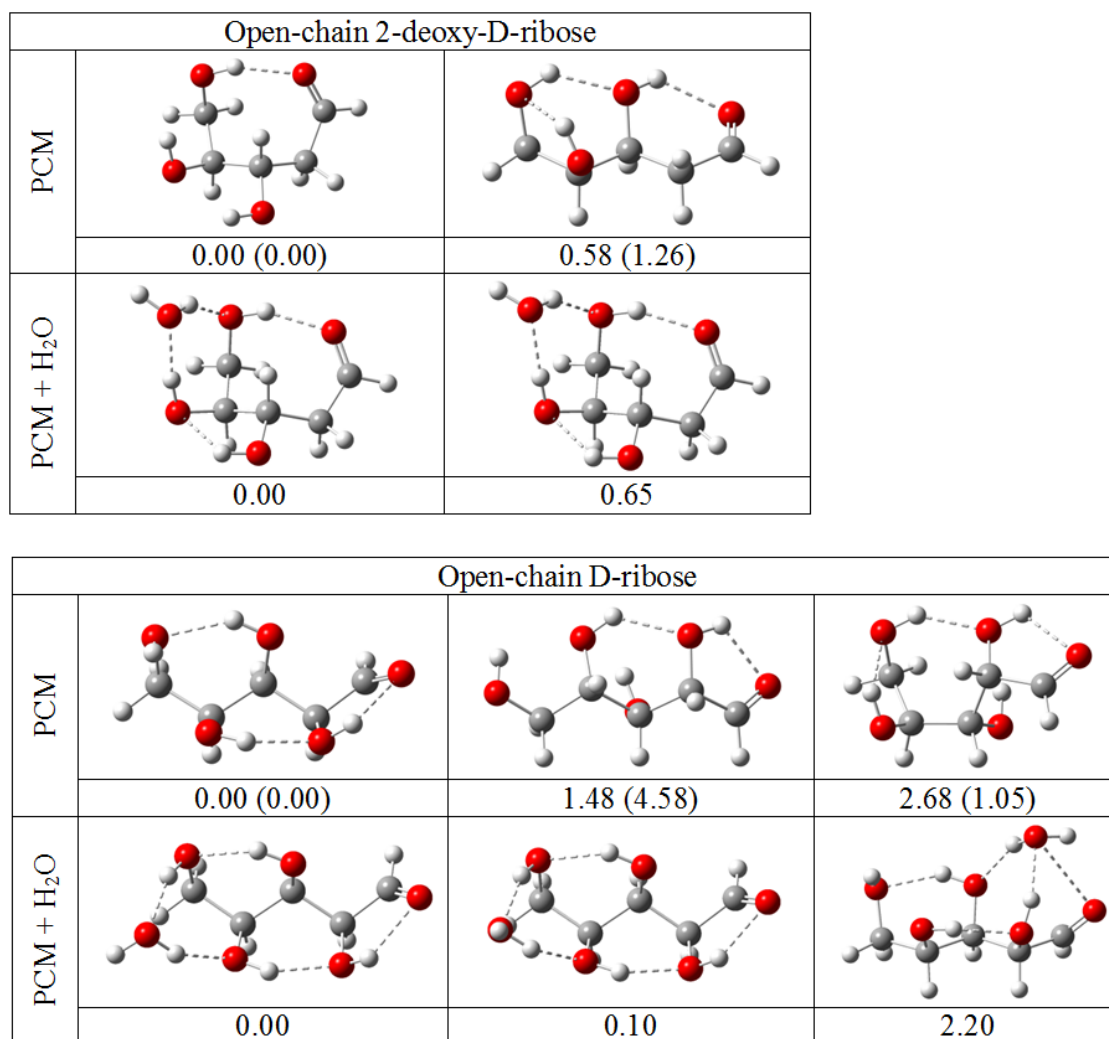 Open-chain 2-deoxy-D-ribose
PCM
0.00 (0.00)
0.58 (1.26)
PCM + H₂O
0.00
0.65
Open-chain D-ribose
PCM
0.00 (0.00)
1.48 (4.58)
2.68 (1.05)
PCM + H₂O
0.00
0.10
2.20